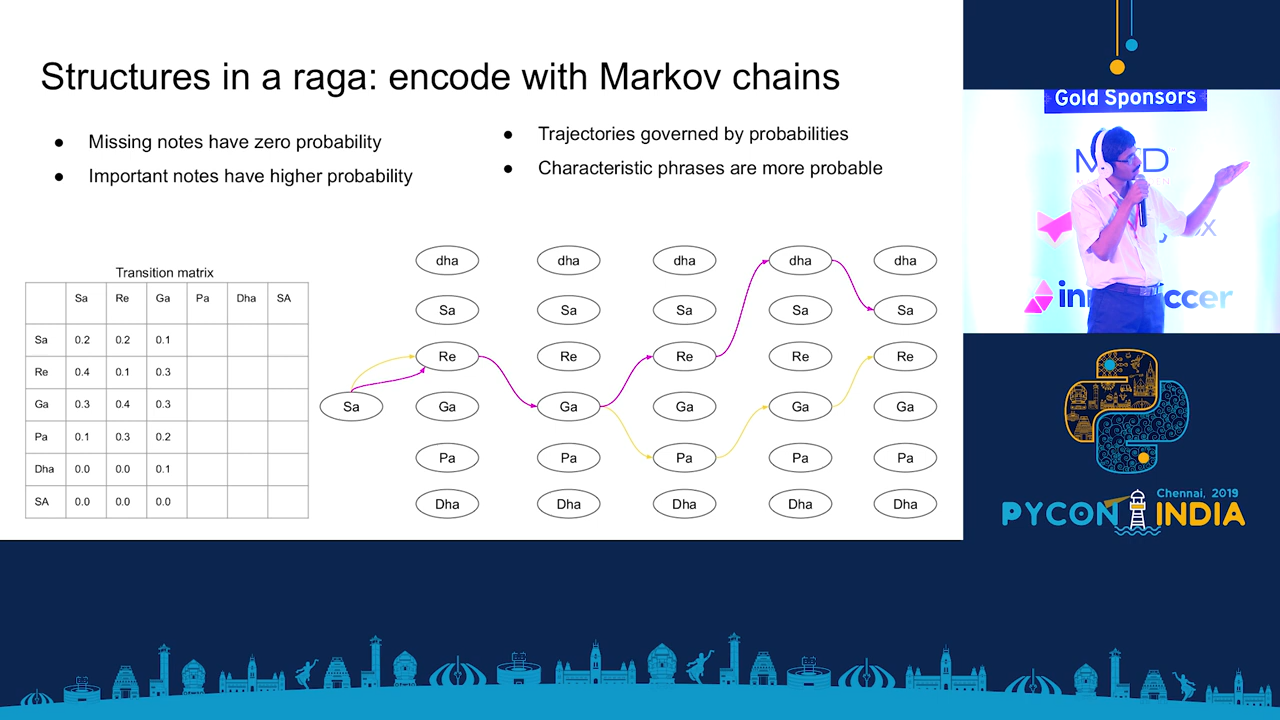 Structures in a raga: encode with Markov chains
● Missing notes have zero probability
● Important notes have higher probability
● Trajectories governed by probabilities
● Characteristic phrases are more probable
Transition matrix
Sa Re Ga Pa Dha SA
Sa 0.2 0.2 0.1
Re 0.4 0.1 0.3
Ga 0.3 0.4 0.3
Pa 0.1 0.3 0.2
Dha 0.0 0.0 0.1
SA 0.0 0.0 0.0
dha dha dha dha dha
Sa Sa Sa Sa Sa
Re Re Re Re Re
Sa Ga Ga Ga Ga Ga
Pa Pa Pa Pa Pa
Dha Dha Dha Dha Dha
Gold Sponsors
Chennai, 2019
PYCON INDIA